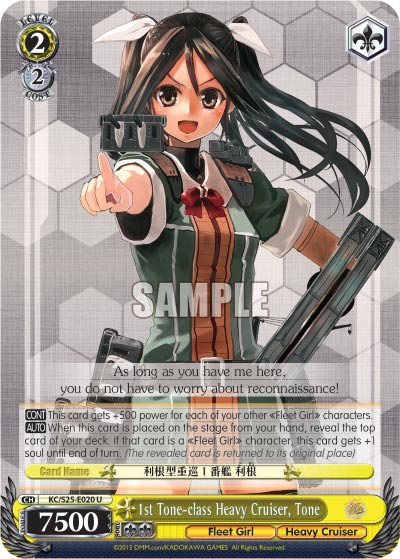 LEVEL
2
2
COST
SAMPLE
As long as you have me here,
you do not have to worry about reconnaissance!
CONT This card gets +500 power for each of your other «Fleet Girl» characters.
AUTO When this card is placed on the stage from your hand, reveal the top
card of your deck. If that card is a «Fleet Girl» character, this card gets +1
soul until end of turn. (The revealed card is returned to its original place)
Card Name 利根型重巡1番艦 利根
CH KC/S25-E020 U
1st Tone-class Heavy Cruiser, Tone
POWER 7500 SOUL
Fleet Girl Heavy Cruiser
©2013 DMM.com/KADOKAWA GAMES All Rights Reserved.